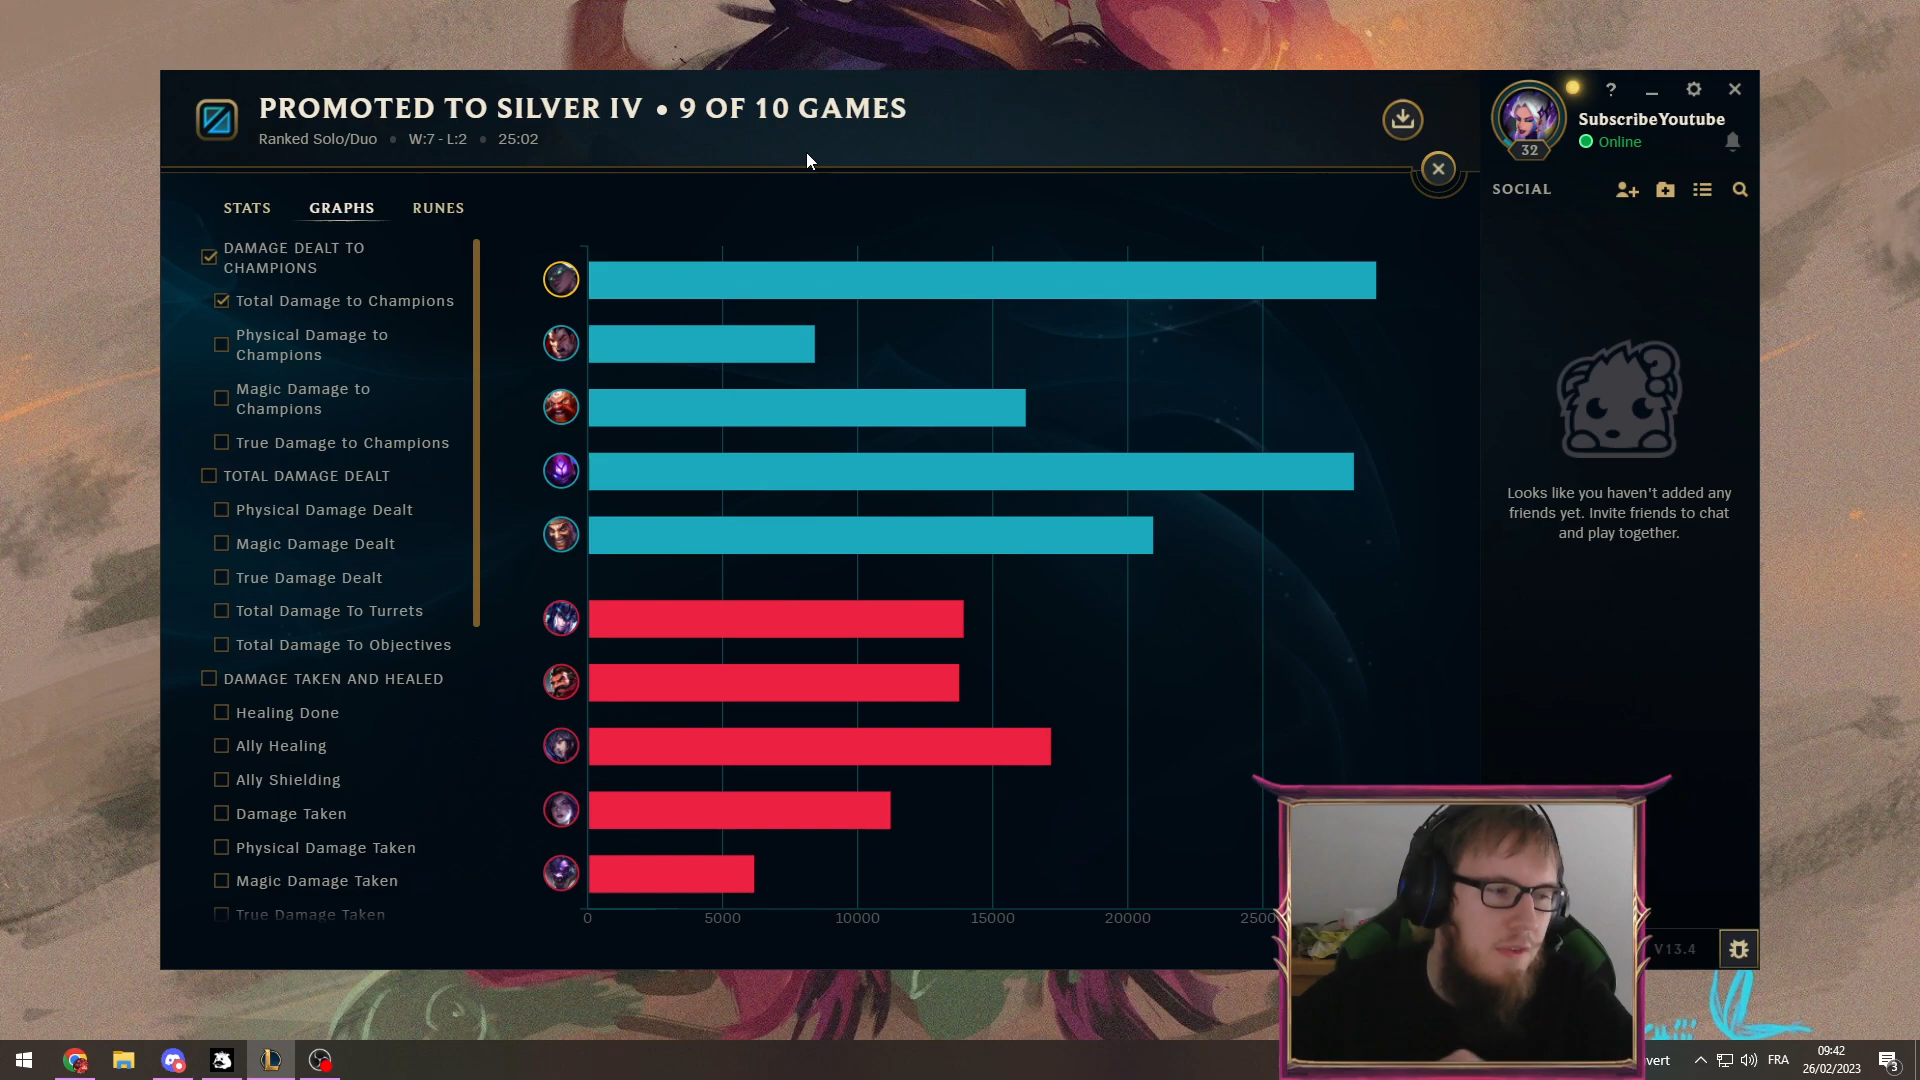 PROMOTED TO SILVER IV • 9 OF 10 GAMES
Ranked Solo/Duo • W:7 - L:2 • 25:02
?
SubscribeYoutube
Online
32
SOCIAL
STATS GRAPHS RUNES
DAMAGE DEALT TO
CHAMPIONS
Total Damage to Champions
Physical Damage to
Champions
Magic Damage to
Champions
True Damage to Champions
TOTAL DAMAGE DEALT
Physical Damage Dealt
Magic Damage Dealt
True Damage Dealt
Total Damage To Turrets
Total Damage To Objectives
DAMAGE TAKEN AND HEALED
Healing Done
Ally Healing
Ally Shielding
Damage Taken
Physical Damage Taken
Magic Damage Taken
True Damage Taken
0 5000 10000 15000 20000 2500
Looks like you haven't added any
friends yet. Invite friends to chat
and play together.
V13.4
vert
FRA
09:42
26/02/2023
3